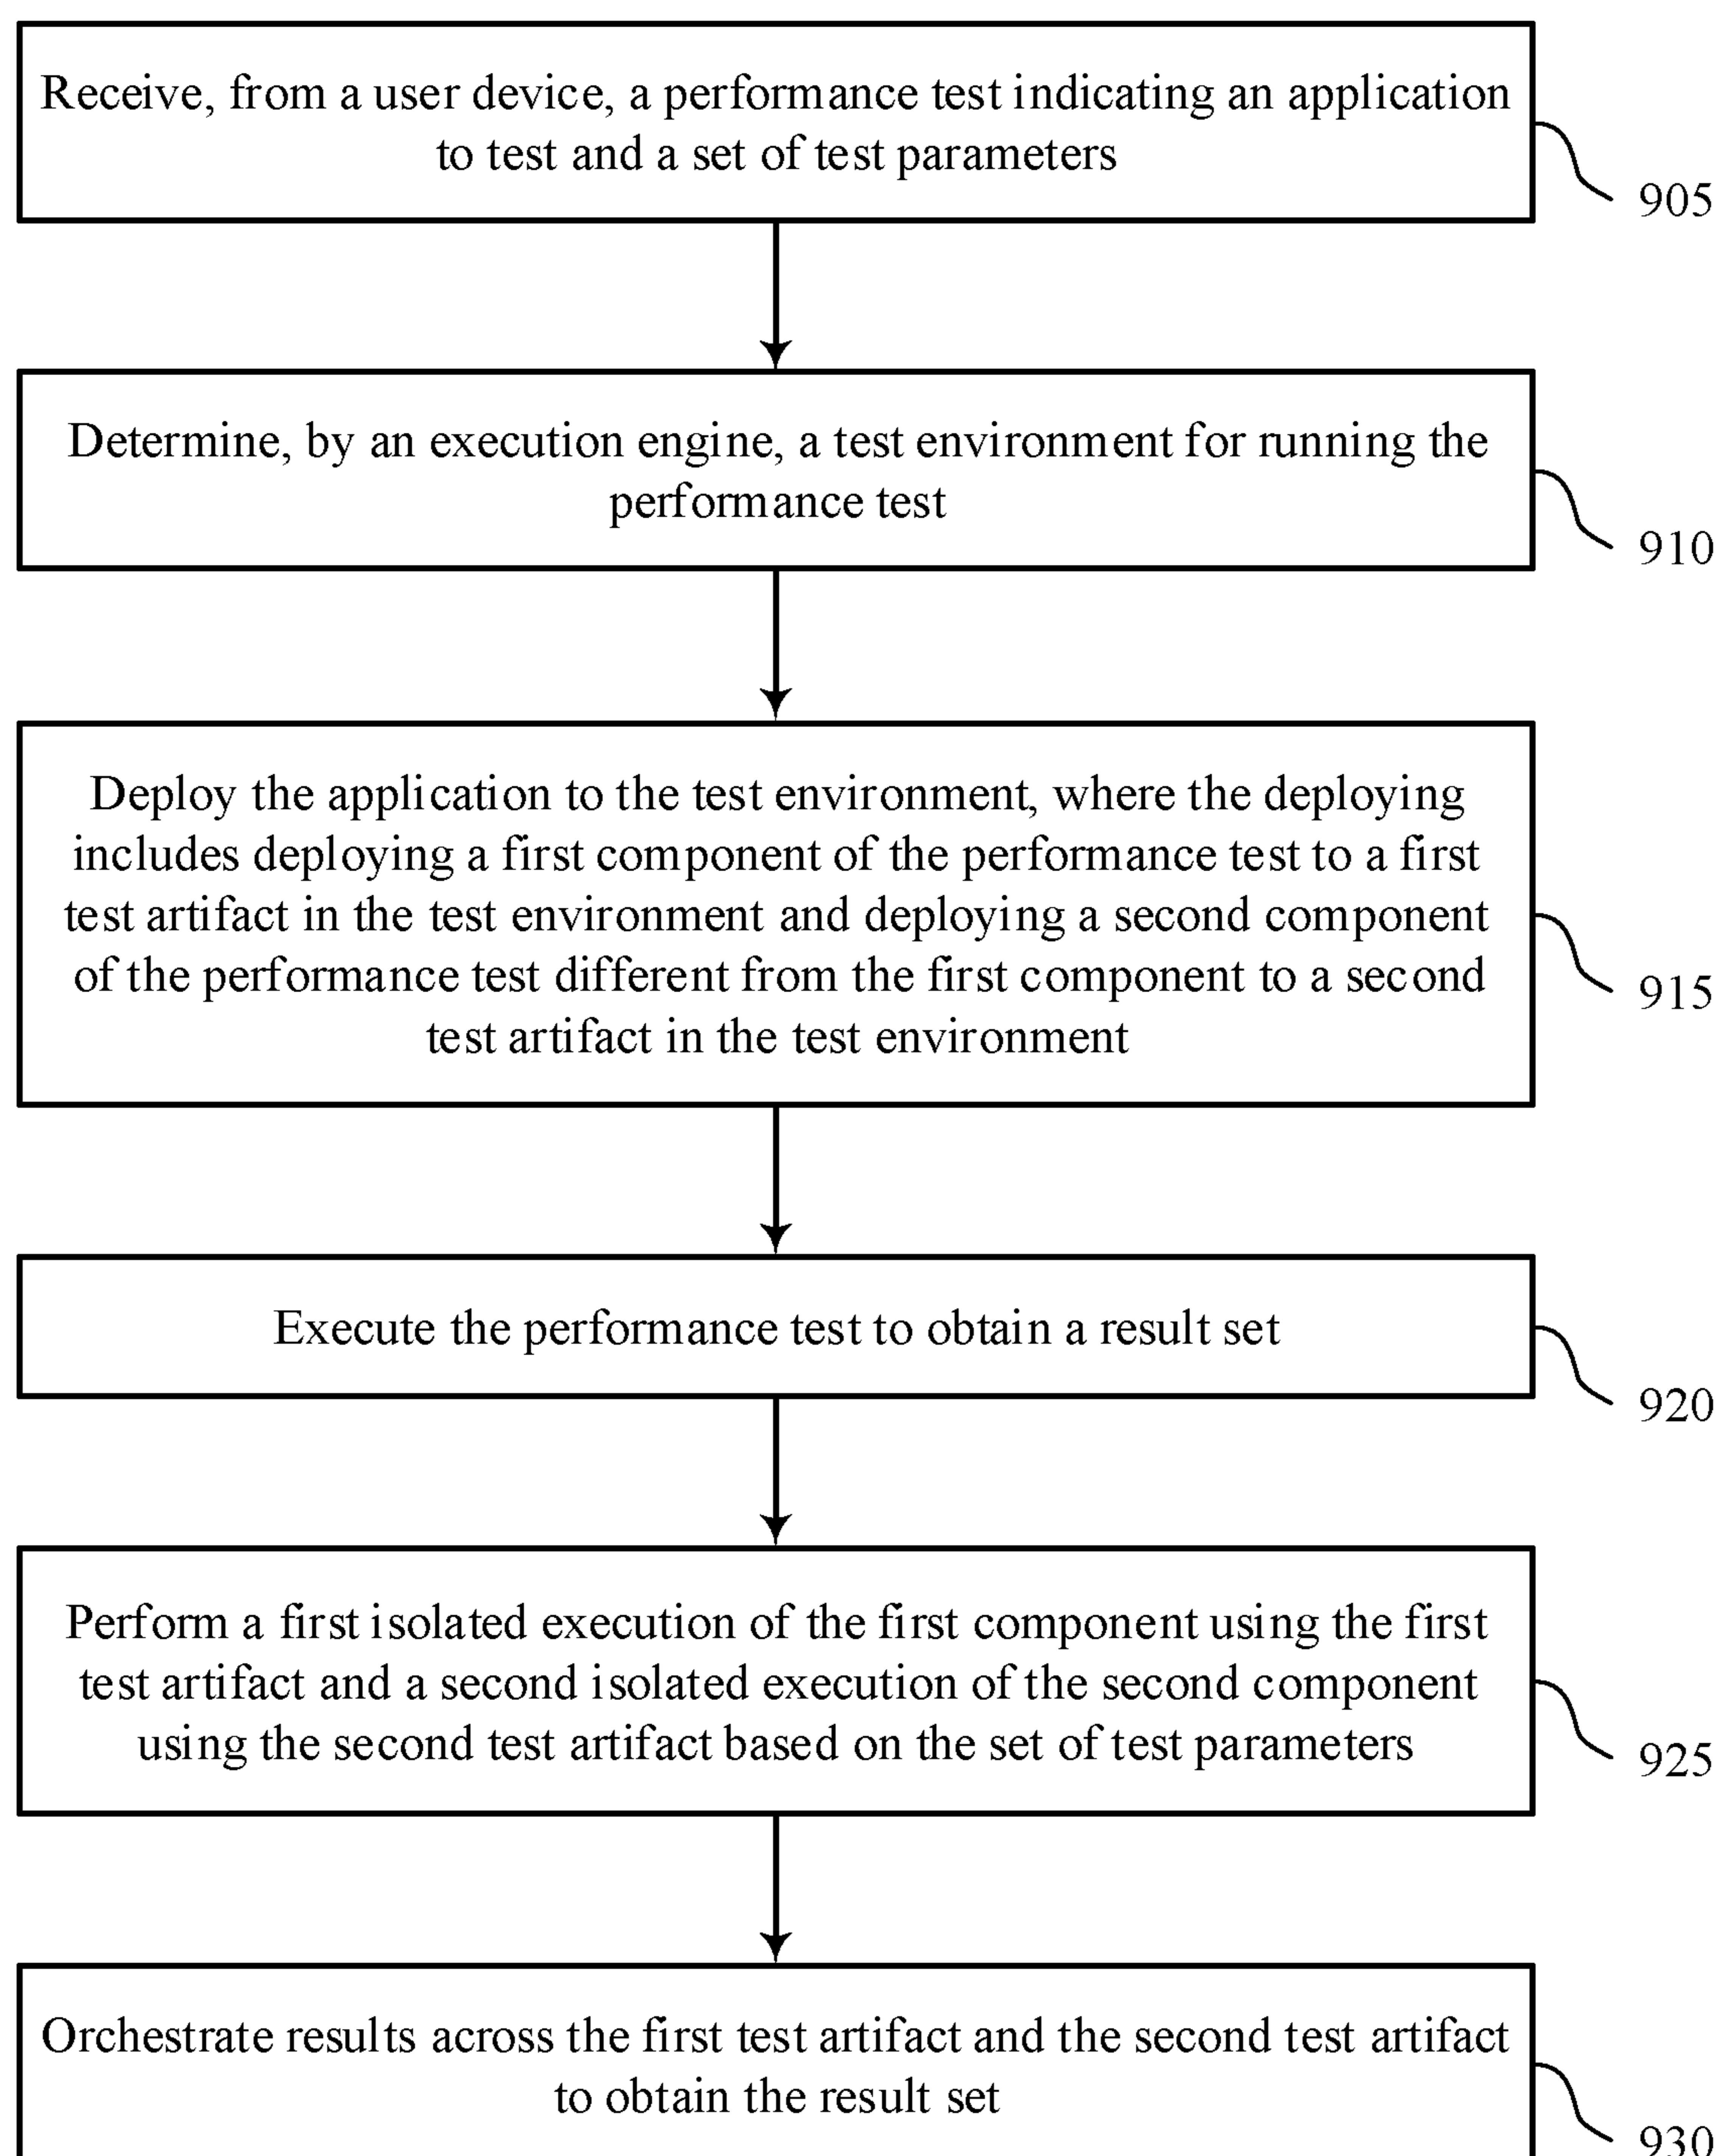 Receive, from a user device, a performance test indicating an application
to test and a set of test parameters
905
Determine, by an execution engine, a test environment for running the
performance test
910
Deploy the application to the test environment, where the deploying
includes deploying a first component of the performance test to a first
test artifact in the test environment and deploying a second component
of the performance test different from the first component to a second
test artifact in the test environment
915
Execute the performance test to obtain a result set
920
Perform a first isolated execution of the first component using the first
test artifact and a second isolated execution of the second component
using the second test artifact based on the set of test parameters
925
Orchestrate results across the first test artifact and the second test artifact
to obtain the result set
930